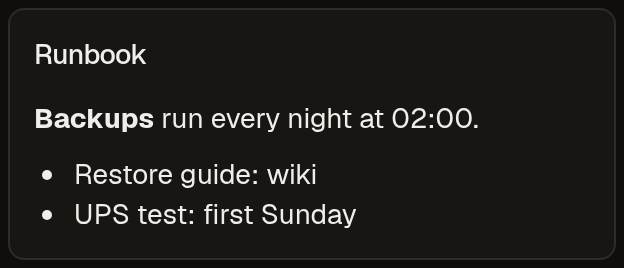 Runbook
Backups run every night at 02:00.
Restore guide: wiki
UPS test: first Sunday